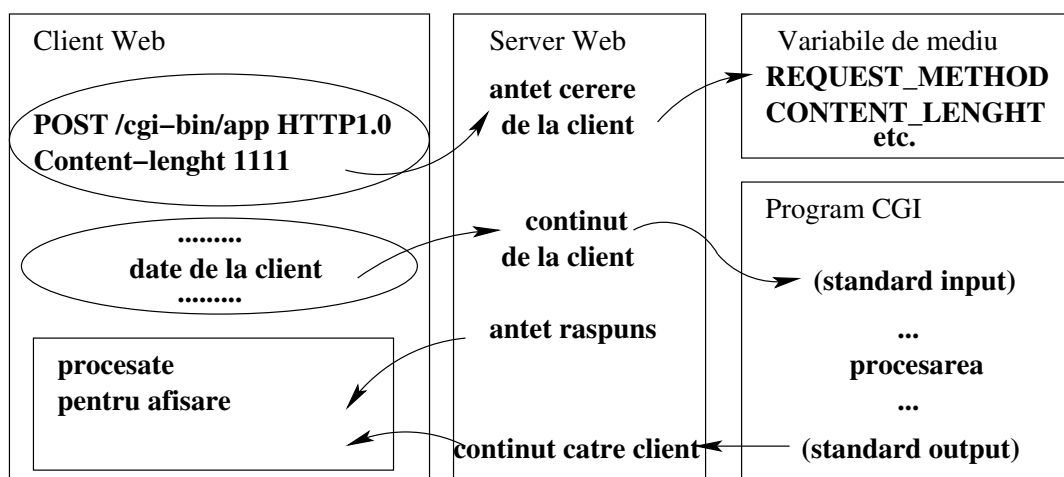 Client Web
POST /cgi−bin/app HTTP1.0
Content−lenght 1111
.........
date de la client
.........
procesate
pentru afisare
Server Web
antet cerere
de la client
continut
de la client
antet raspuns
continut catre client
Variabile de mediu
REQUEST_METHOD
CONTENT_LENGHT
etc.
Program CGI
(standard input)
...
procesarea
...
(standard output)